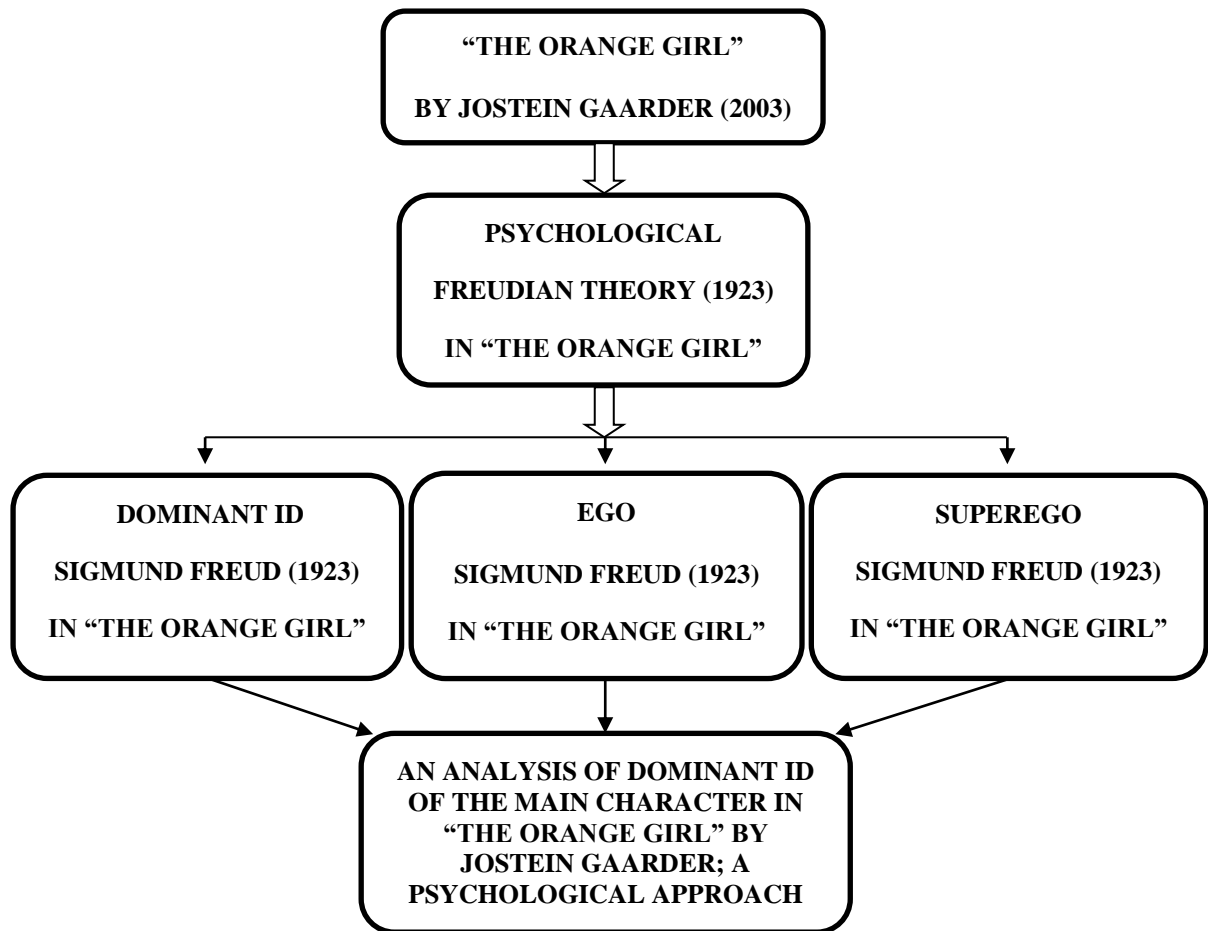 “THE ORANGE GIRL”
BY JOSTEIN GAARDER (2003)
PSYCHOLOGICAL
FREUDIAN THEORY (1923)
IN “THE ORANGE GIRL”
DOMINANT ID
SIGMUND FREUD (1923)
IN “THE ORANGE GIRL”
EGO
SIGMUND FREUD (1923)
IN “THE ORANGE GIRL”
SUPEREGO
SIGMUND FREUD (1923)
IN “THE ORANGE GIRL”
AN ANALYSIS OF DOMINANT ID
OF THE MAIN CHARACTER IN
“THE ORANGE GIRL” BY
JOSTEIN GAARDER; A
PSYCHOLOGICAL APPROACH